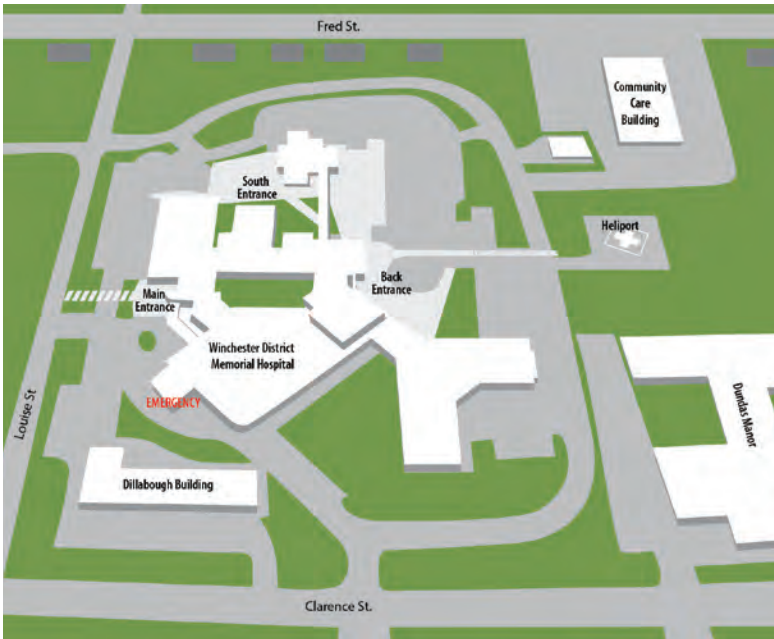 Fred St.
Community
Care
Building
South
Entrance
Heliport
Back
Entrance
Main
Entrance
Winchester District
Memorial Hospital
EMERGENCY
Louise St
Dundas Manor
Dillabough Building
Clarence St.